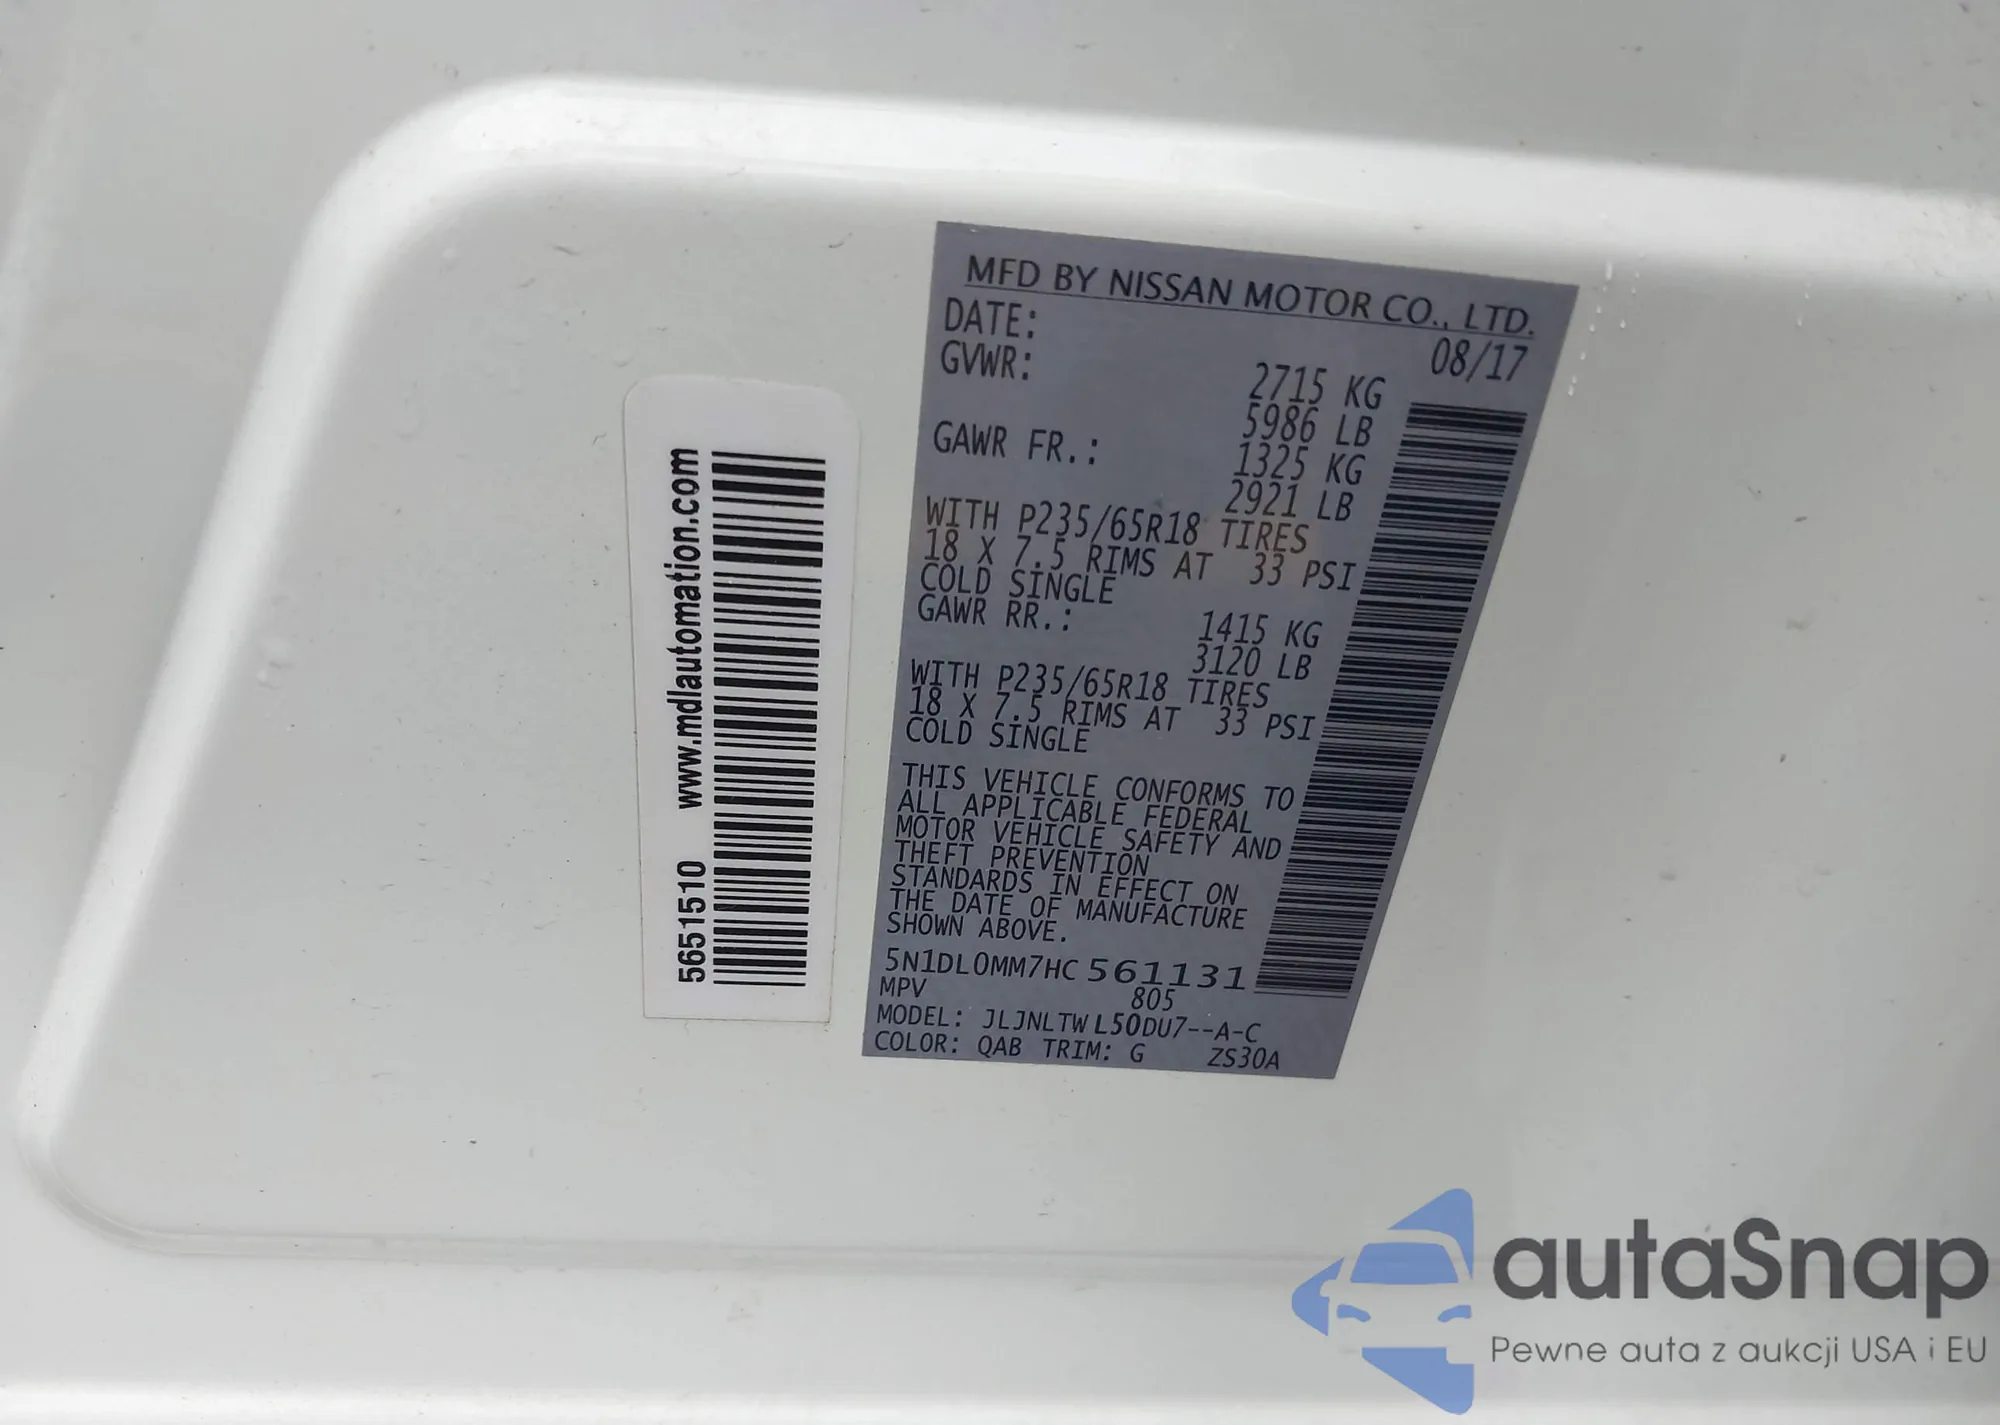 5651510 www.mdlautomation.com
MFD BY NISSAN MOTOR CO., LTD.
DATE: 08/17
GVWR: 2715 KG
5986 LB
GAWR FR.: 1325 KG
2921 LB
WITH P235/65R18 TIRES
18 X 7.5 RIMS AT 33 PSI
COLD SINGLE
GAWR RR.: 1415 KG
3120 LB
WITH P235/65R18 TIRES
18 X 7.5 RIMS AT 33 PSI
COLD SINGLE
THIS VEHICLE CONFORMS TO
ALL APPLICABLE FEDERAL
MOTOR VEHICLE SAFETY AND
THEFT PREVENTION
STANDARDS IN EFFECT ON
THE DATE OF MANUFACTURE
SHOWN ABOVE.
5N1DL0MM7HC 561131
MPV 805
MODEL: JLJNLTW L50DU7--A-C
COLOR: QAB TRIM: G ZS30A
autaSnap
Pewne auta z aukcji USA i EU